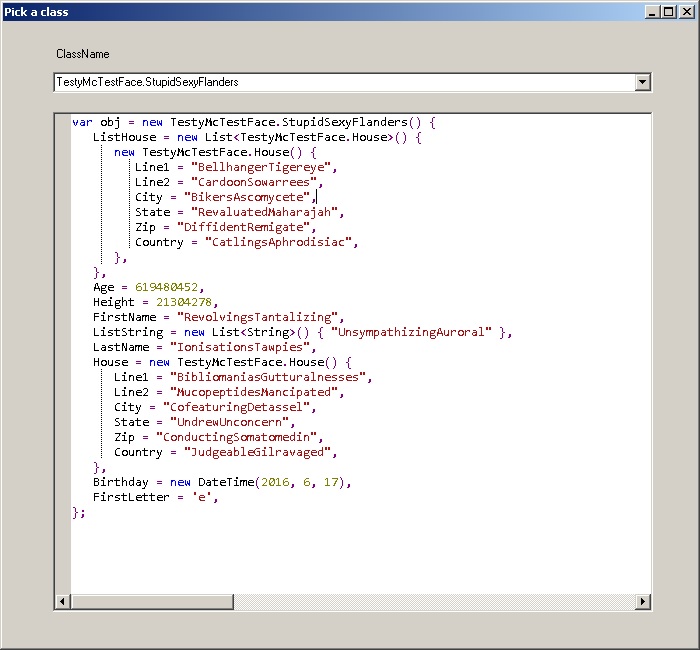 Pick a class
ClassName
TestyMcTestFace.StupidSexyFlanders
var obj = new TestyMcTestFace.StupidSexyFlanders() {
ListHouse = new List<TestyMcTestFace.House>() {
new TestyMcTestFace.House() {
Line1 = "BellhangerTigereye",
Line2 = "CardoonSowarrees",
City = "BikersAscomycete",
State = "RevaluatedMaharajah",
Zip = "DiffidentRemigate",
Country = "CatlingsAphrodisiac",
},
},
Age = 619480452,
Height = 21304278,
FirstName = "RevolvingsTantalizing",
ListString = new List<String>() { "UnsympathizingAuroral" },
LastName = "IonisationsTawpies",
House = new TestyMcTestFace.House() {
Line1 = "BibliomaniasGutturalnesses",
Line2 = "MucopeptidesMancipated",
City = "CofeaturingDetassel",
State = "UndrewUnconcern",
Zip = "ConductingSomatomedin",
Country = "JudgeableGilravaged",
},
Birthday = new DateTime(2016, 6, 17),
FirstLetter = 'e',
};